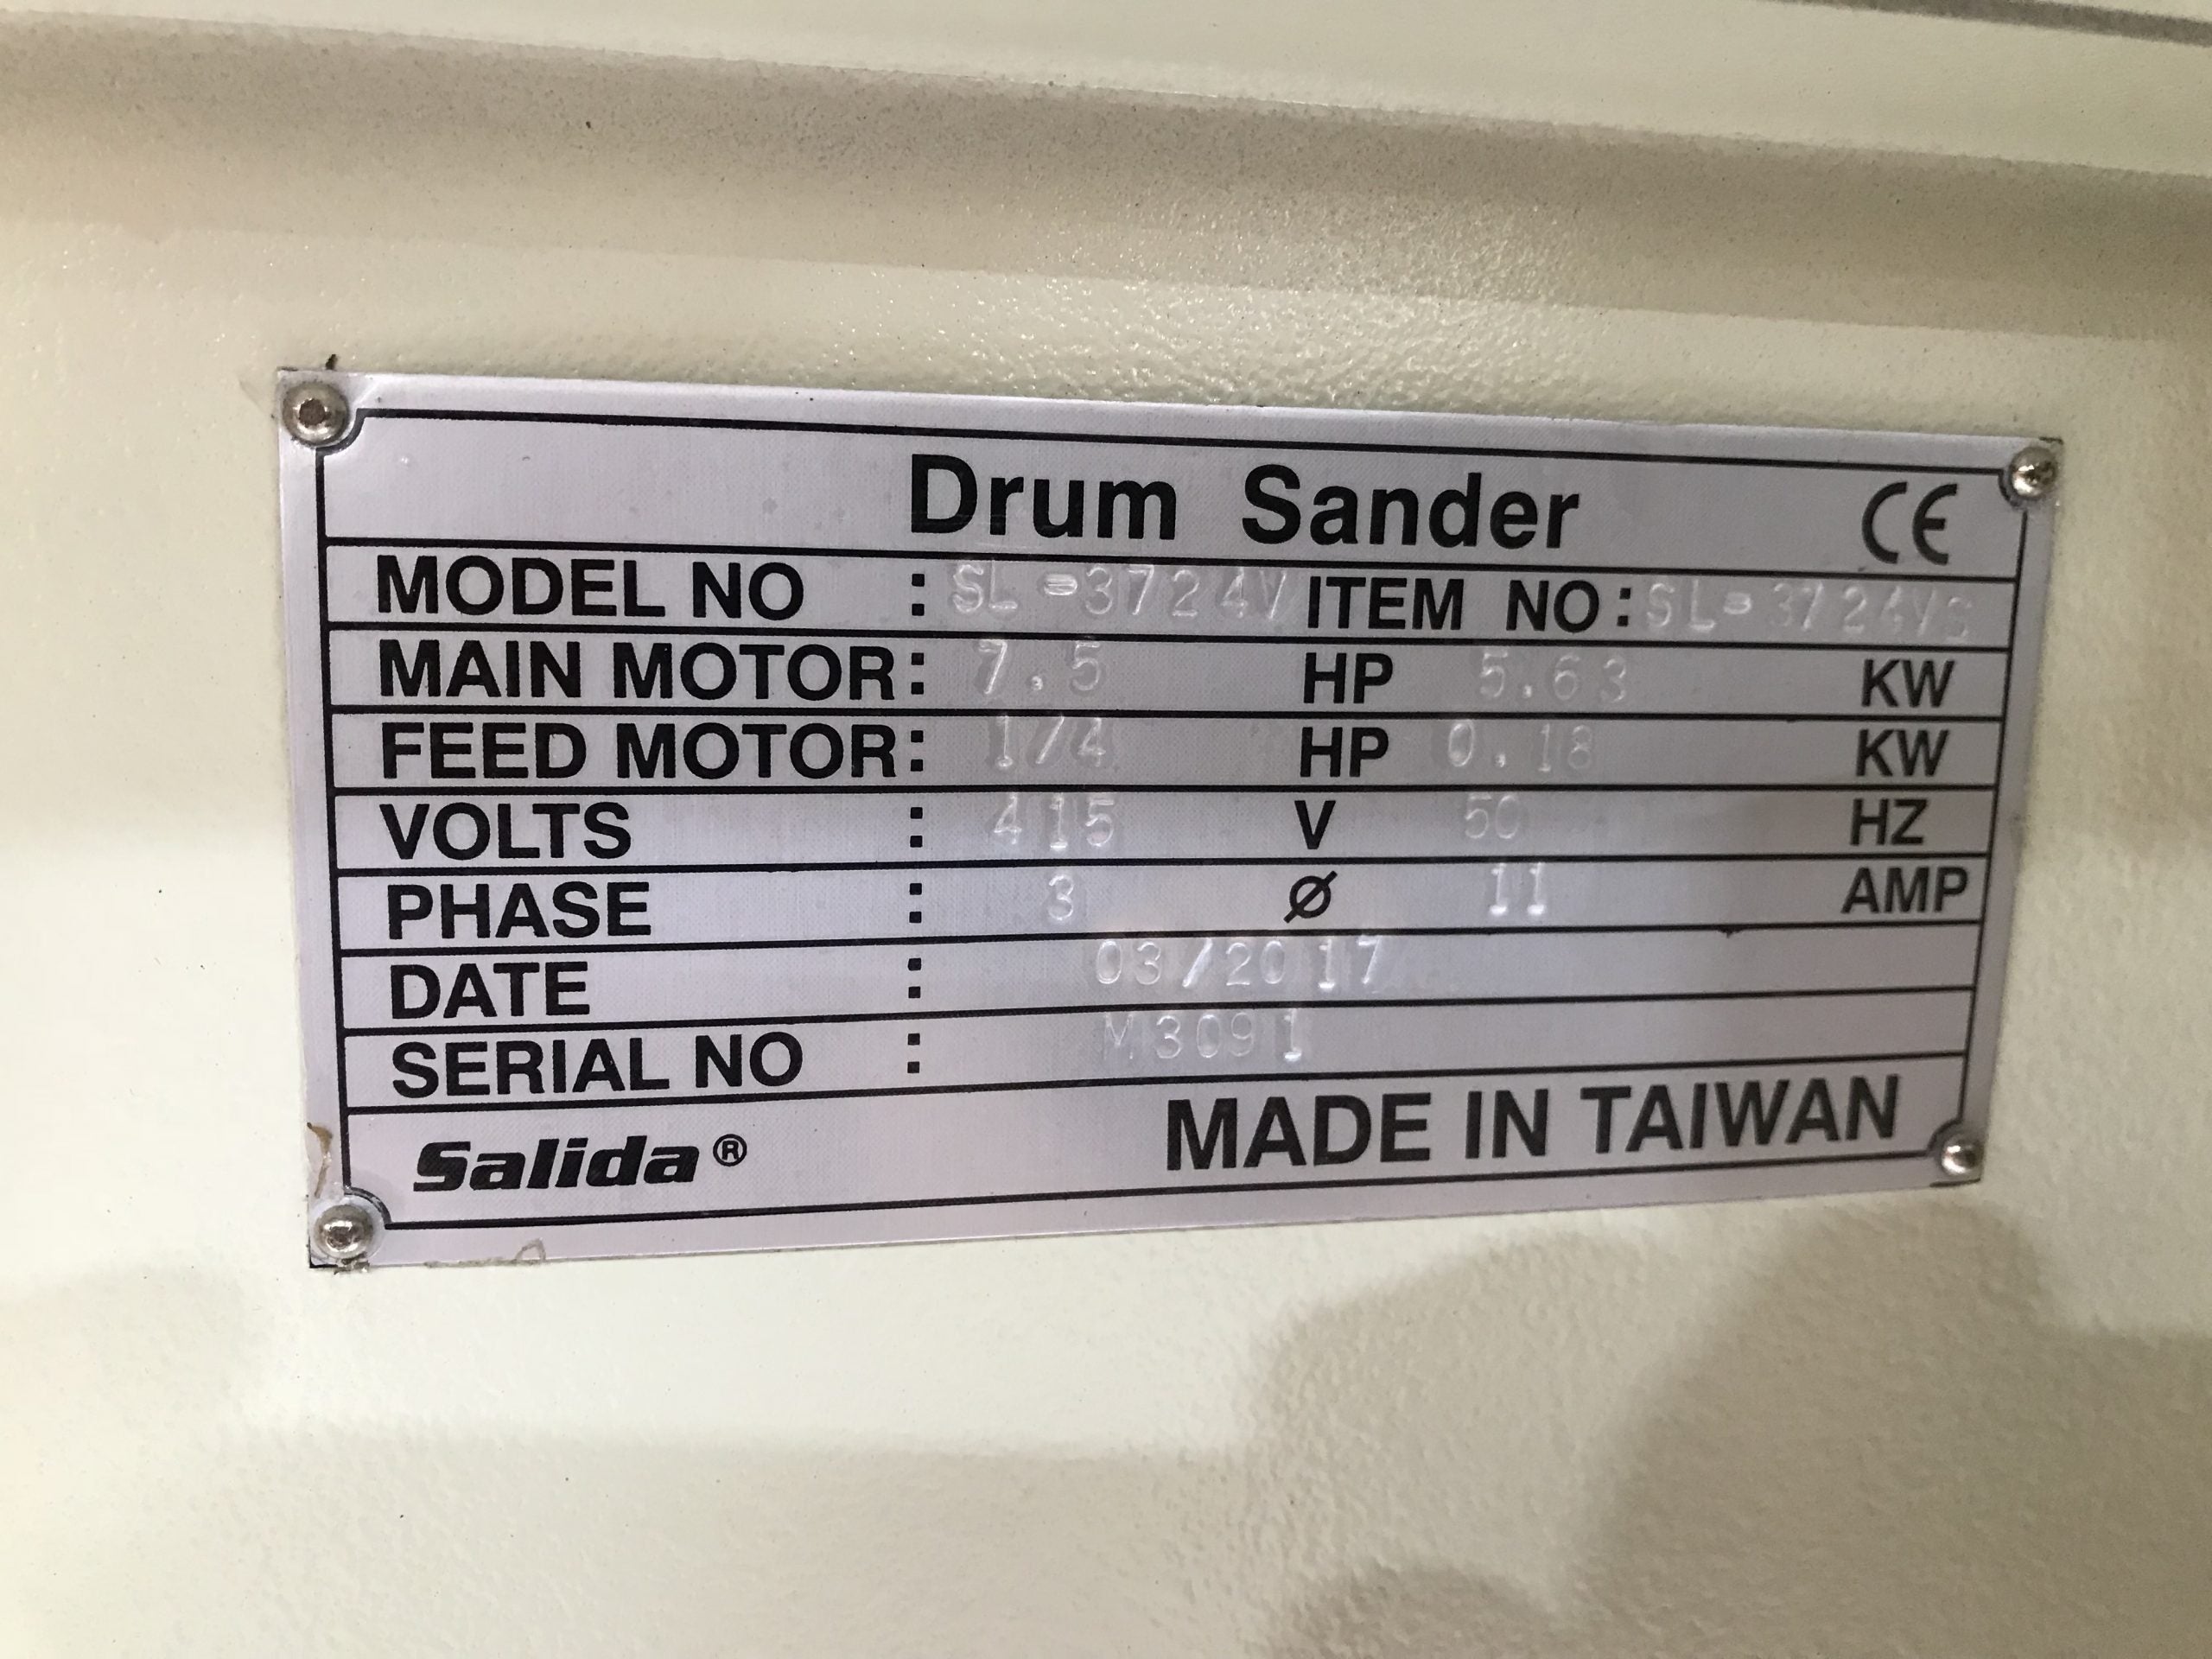 Drum Sander CE
MODEL NO : SL-3724V ITEM NO: SL-3724VS
MAIN MOTOR: 7.5 HP 5.63 KW
FEED MOTOR: 1/4 HP 0.18 KW
VOLTS : 415 V 50 HZ
PHASE : 3 Ø 11 AMP
DATE : 03/2017
SERIAL NO : M3091
Salida® MADE IN TAIWAN